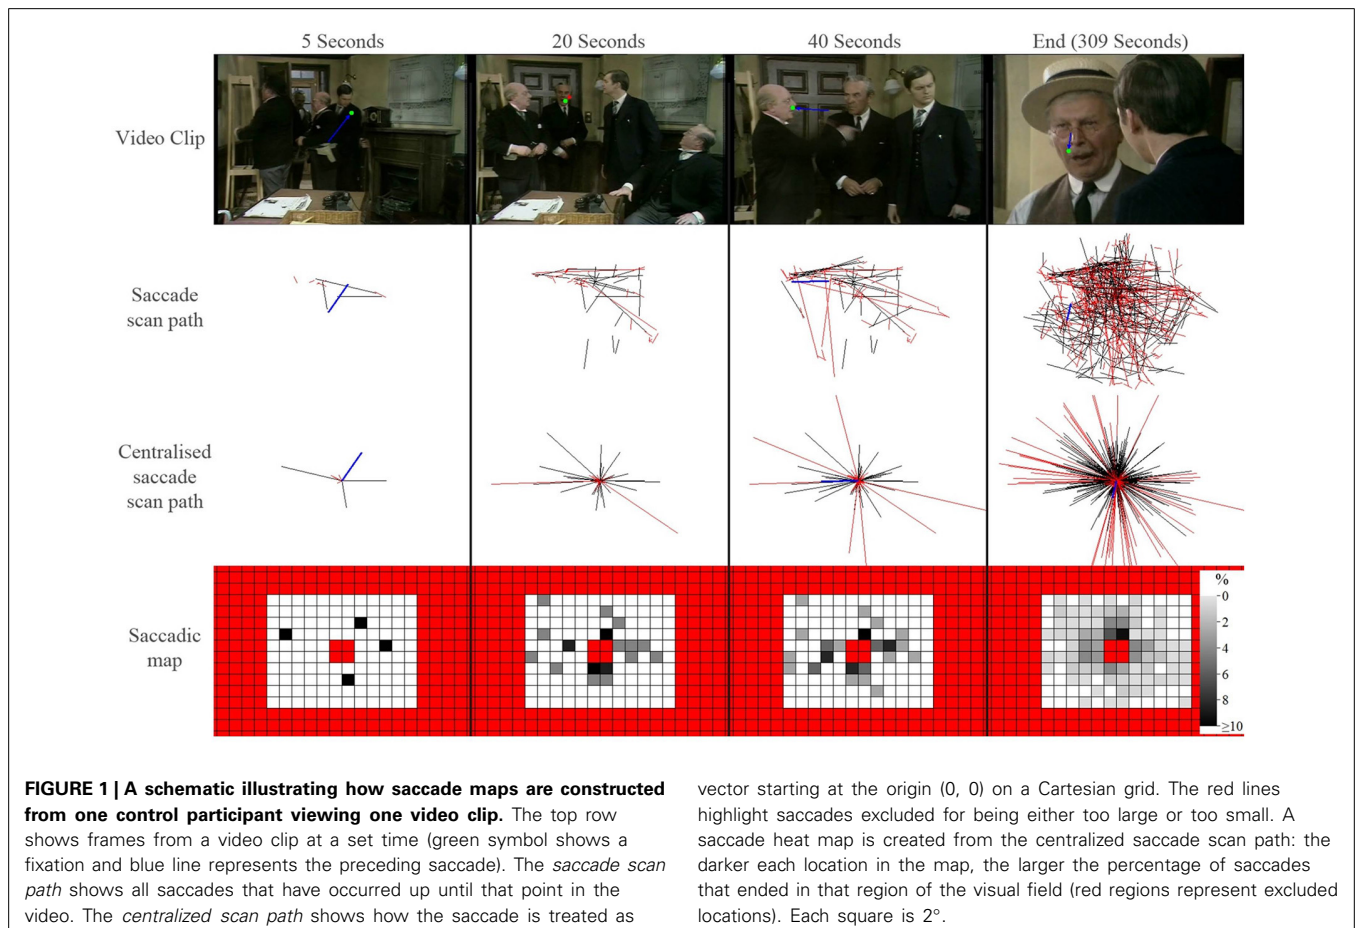 5 Seconds
20 Seconds
40 Seconds
End (309 Seconds)
Video Clip
Saccade
scan path
Centralised
saccade
scan path
Saccadic
map
%
0
2
4
6
8
≥10
FIGURE 1 | A schematic illustrating how saccade maps are constructed
from one control participant viewing one video clip. The top row
shows frames from a video clip at a set time (green symbol shows a
fixation and blue line represents the preceding saccade). The saccade scan
path shows all saccades that have occurred up until that point in the
video. The centralized scan path shows how the saccade is treated as
vector starting at the origin (0, 0) on a Cartesian grid. The red lines
highlight saccades excluded for being either too large or too small. A
saccade heat map is created from the centralized saccade scan path: the
darker each location in the map, the larger the percentage of saccades
that ended in that region of the visual field (red regions represent excluded
locations). Each square is 2°.